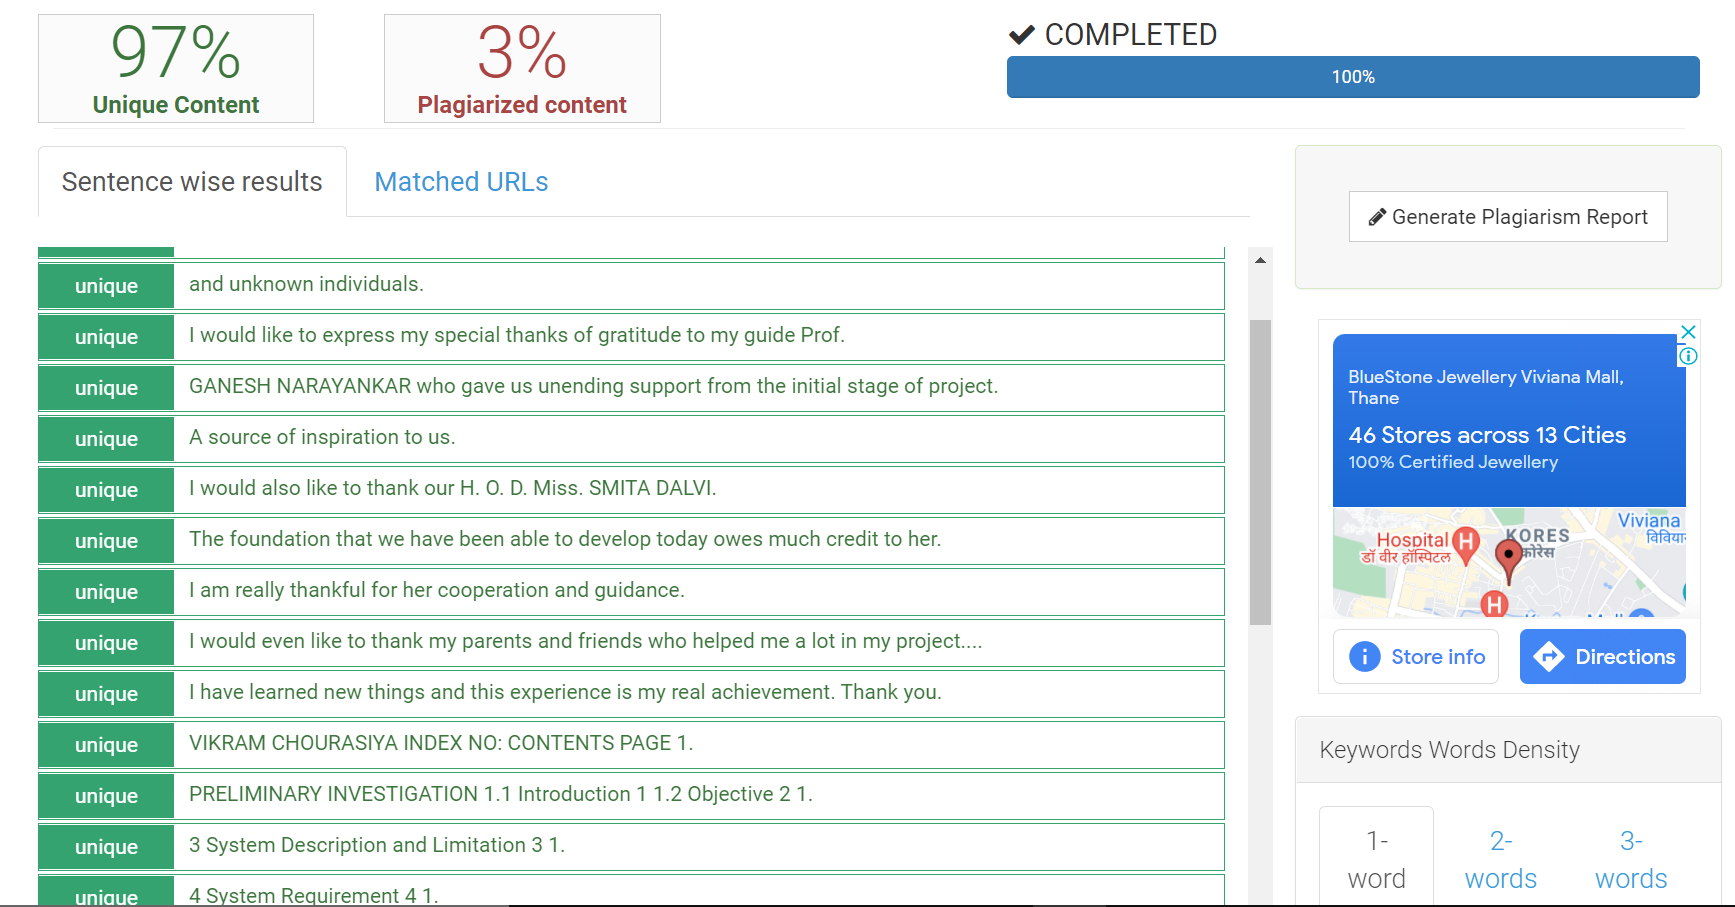 97%
Unique Content
3%
Plagiarized content
COMPLETED
100%
Sentence wise results
Matched URLs
unique and unknown individuals.
unique I would like to express my special thanks of gratitude to my guide Prof.
unique GANESH NARAYANKAR who gave us unending support from the initial stage of project.
unique A source of inspiration to us.
unique I would also like to thank our H. O. D. Miss. SMITA DALVI.
unique The foundation that we have been able to develop today owes much credit to her.
unique I am really thankful for her cooperation and guidance.
unique I would even like to thank my parents and friends who helped me a lot in my project....
unique I have learned new things and this experience is my real achievement. Thank you.
unique VIKRAM CHOURASIYA INDEX NO: CONTENTS PAGE 1.
unique PRELIMINARY INVESTIGATION 1.1 Introduction 1 1.2 Objective 2 1.
unique 3 System Description and Limitation 3 1.
unique 4 System Requirement 4 1.
Generate Plagiarism Report
BlueStone Jewellery Viviana Mall,
Thane
46 Stores across 13 Cities
100% Certified Jewellery
Viviana
KORES
Hospital H
डॉ वीर हॉस्पिटल
कोरेस
H
Store info
Directions
Keywords Words Density
1-
word
2-
words
3-
words